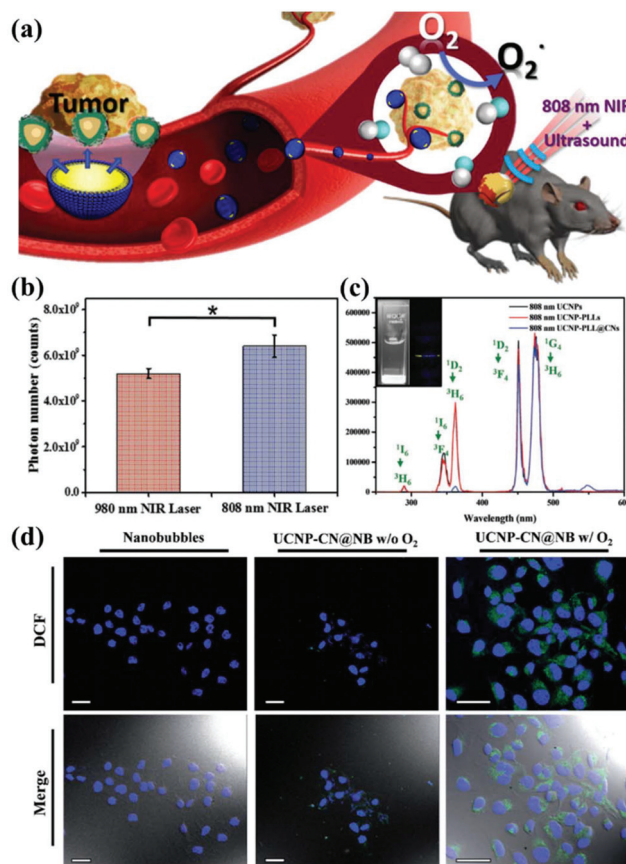 (a)
O2
O2·
Tumor
808 nm NIR
+
Ultrasound
(b)
*
Photon number (counts)
8.0x10⁹
6.0x10⁹
4.0x10⁹
2.0x10⁹
0.0
980 nm NIR Laser
808 nm NIR Laser
(c)
808 nm UCNPs
808 nm UCNP-PLLs
808 nm UCNP-PLL@CNs
600000
500000
400000
300000
200000
100000
0
¹I₆
³H₆
¹I₆
³F₄
¹D₂
³H₆
¹D₂
³F₄
¹G₄
³H₆
300
400
500
600
Wavelength (nm)
(d)
Nanobubbles
UCNP-CN@NB w/o O₂
UCNP-CN@NB w/ O₂
DCF
Merge